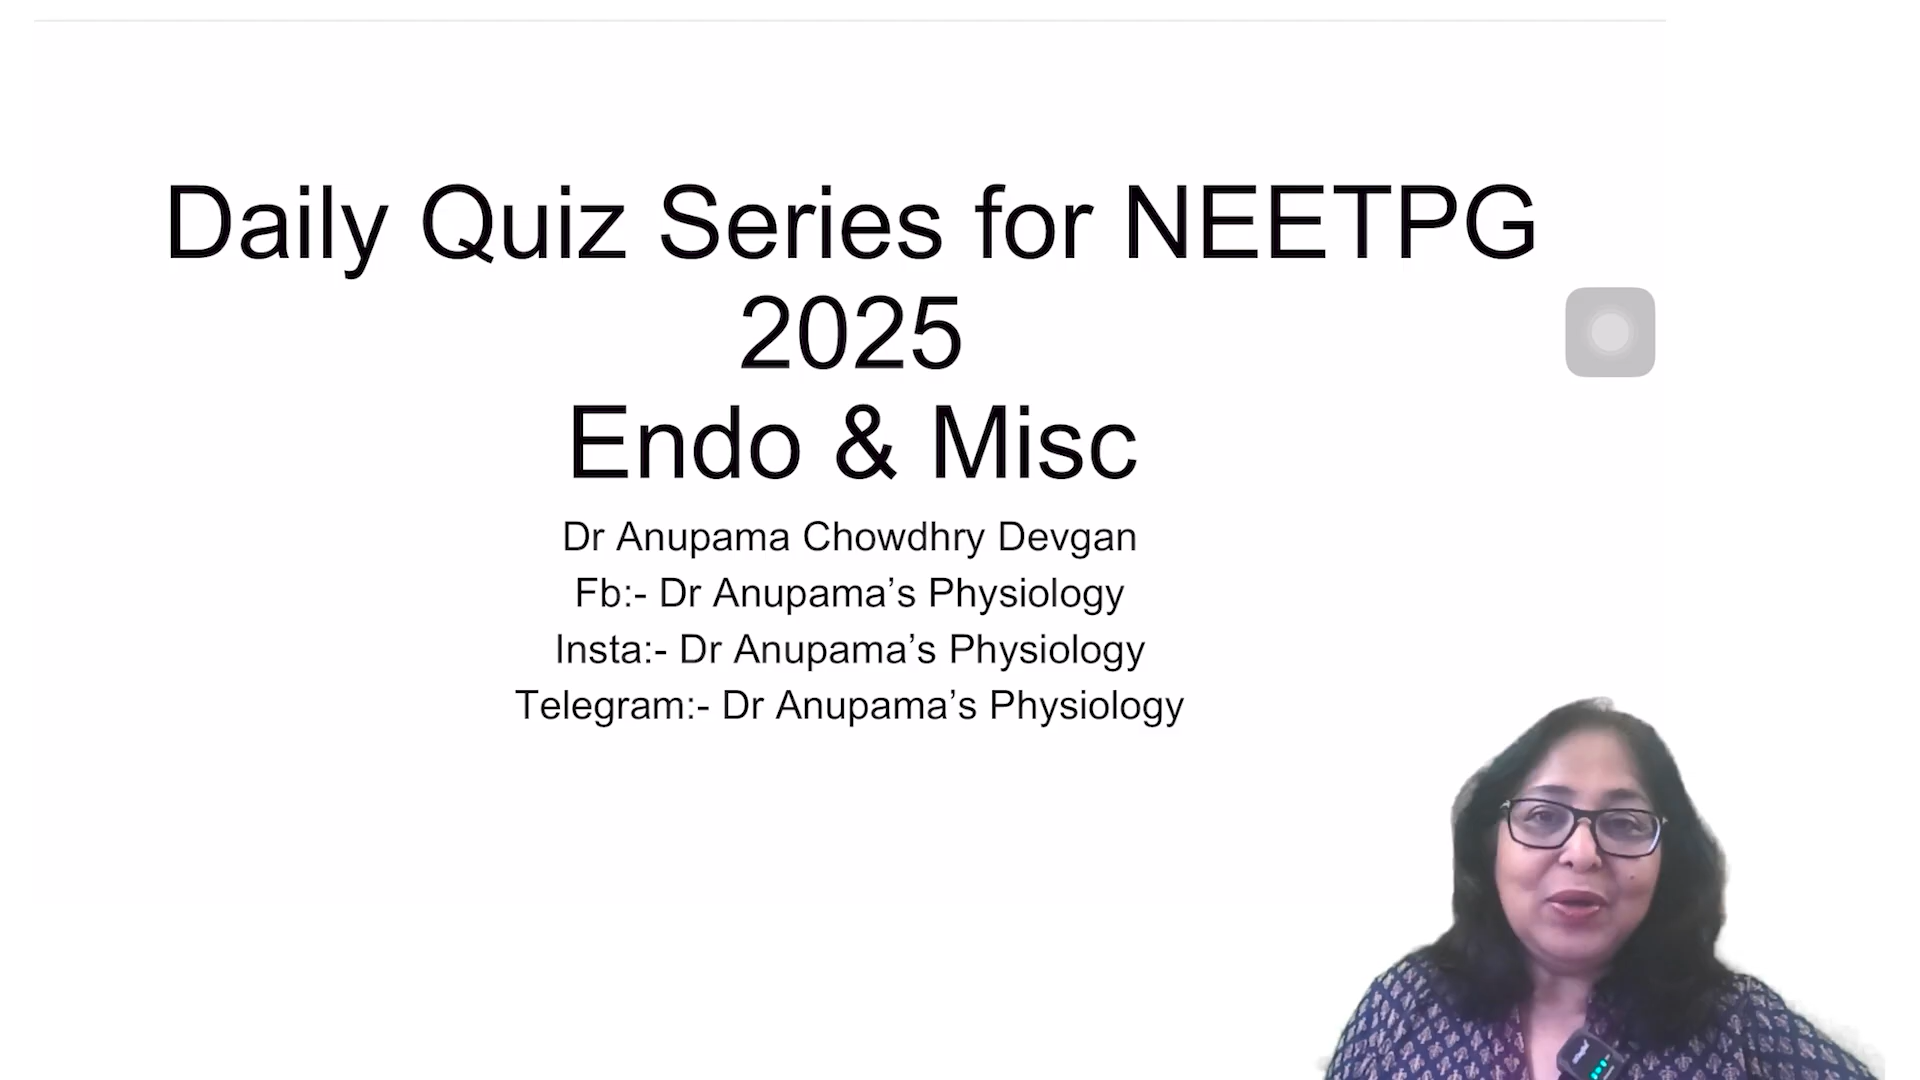 Daily Quiz Series for NEETPG
2025
Endo & Misc
Dr Anupama Chowdhry Devgan
Fb:- Dr Anupama’s Physiology
Insta:- Dr Anupama’s Physiology
Telegram:- Dr Anupama’s Physiology